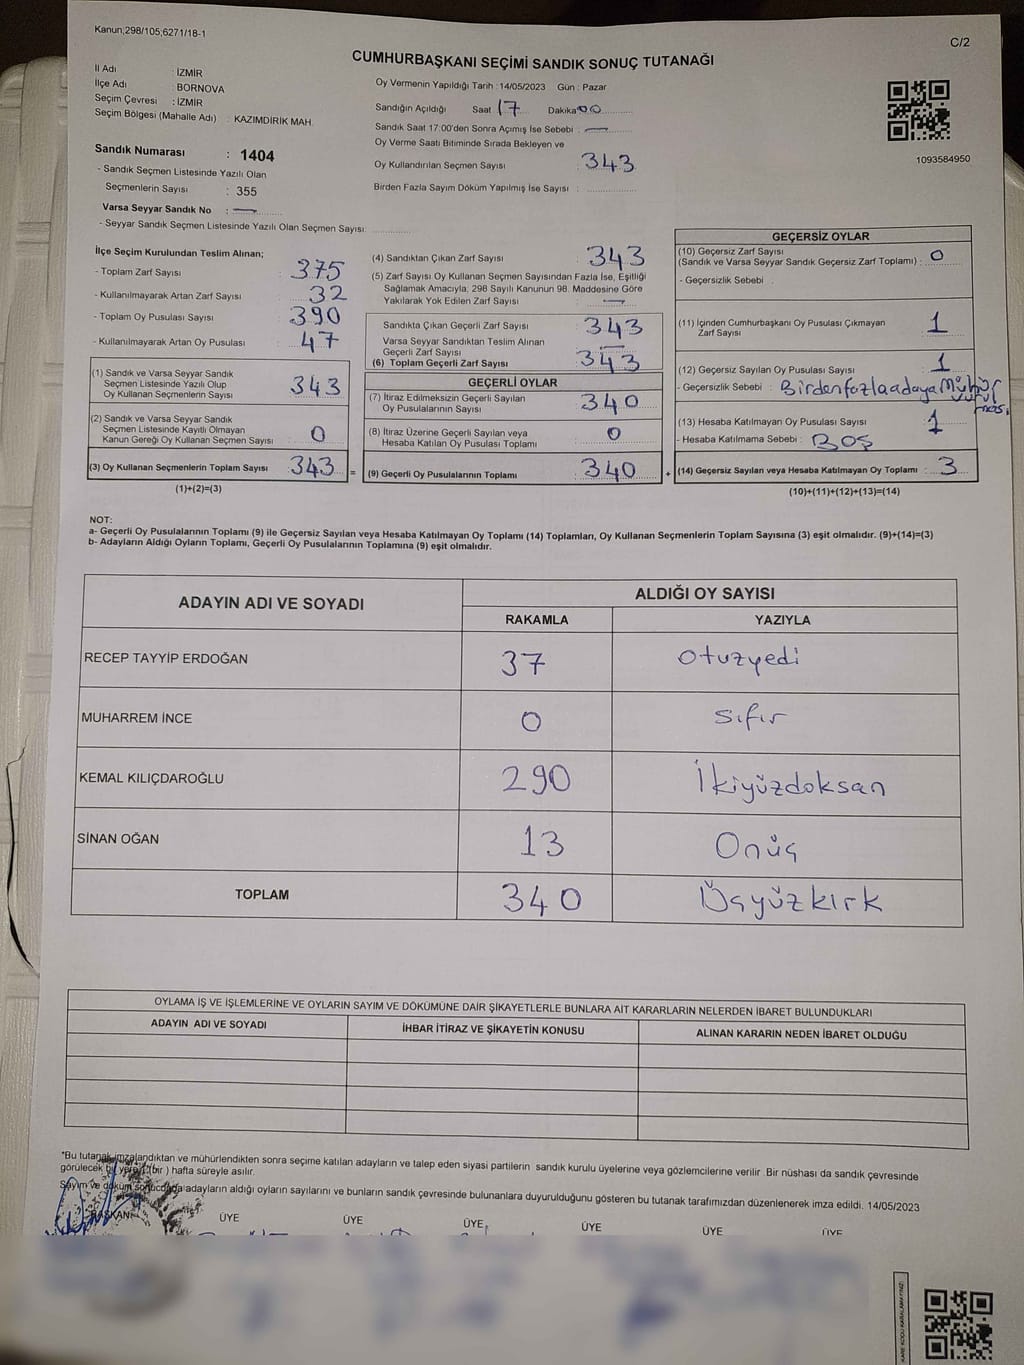 Kanun;298/105;6271/18-1
C/2
CUMHURBAŞKANI SEÇİMİ SANDIK SONUÇ TUTANAĞI
İl Adı : İZMİR
İlçe Adı : BORNOVA
Seçim Çevresi : İZMİR
Seçim Bölgesi (Mahalle Adı) : KAZIMDİRİK MAH.
Oy Vermenin Yapıldığı Tarih : 14/05/2023 Gün : Pazar
Sandığın Açıldığı Saat 17 Dakika 00
Sandık Saat 17:00'den Sonra Açımış İse Sebebi : —
Oy Verme Saati Bitiminde Sırada Bekleyen ve
Oy Kullandırılan Seçmen Sayısı : 343
Birden Fazla Sayım Döküm Yapılmış İse Sayısı :
1093584950
Sandık Numarası : 1404
- Sandık Seçmen Listesinde Yazılı Olan
Seçmenlerin Sayısı : 355
Varsa Seyyar Sandık No : —
- Seyyar Sandık Seçmen Listesinde Yazılı Olan Seçmen Sayısı:
İlçe Seçim Kurulundan Teslim Alınan;
- Toplam Zarf Sayısı : 375
- Kullanılmayarak Artan Zarf Sayısı : 32
- Toplam Oy Pusulası Sayısı : 390
- Kullanılmayarak Artan Oy Pusulası : 47
(1) Sandık ve Varsa Seyyar Sandık
Seçmen Listesinde Yazılı Olup
Oy Kullanan Seçmenlerin Sayısı : 343
(2) Sandık ve Varsa Seyyar Sandık
Seçmen Listesinde Kayıtlı Olmayan
Kanun Gereği Oy Kullanan Seçmen Sayısı : 0
(3) Oy Kullanan Seçmenlerin Toplam Sayısı : 343 =
(1)+(2)=(3)
(4) Sandıktan Çıkan Zarf Sayısı : 343
(5) Zarf Sayısı Oy Kullanan Seçmen Sayısından Fazla İse, Eşitliği
Sağlamak Amacıyla, 298 Sayılı Kanunun 98. Maddesine Göre
Yakılarak Yok Edilen Zarf Sayısı : —
Sandıkta Çıkan Geçerli Zarf Sayısı : 343
Varsa Seyyar Sandıktan Teslim Alınan
Geçerli Zarf Sayısı : —
(6) Toplam Geçerli Zarf Sayısı : 343
GEÇERLİ OYLAR
(7) İtiraz Edilmeksizin Geçerli Sayılan
Oy Pusulalarının Sayısı : 340
(8) İtiraz Üzerine Geçerli Sayılan veya
Hesaba Katılan Oy Pusulaları Toplamı : 0
(9) Geçerli Oy Pusulalarının Toplamı : 340 +
GEÇERSİZ OYLAR
(10) Geçersiz Zarf Sayısı
(Sandık ve Varsa Seyyar Sandık Geçersiz Zarf Toplamı) : 0
- Geçersizlik Sebebi :
(11) İçinden Cumhurbaşkanı Oy Pusulası Çıkmayan
Zarf Sayısı : 1
(12) Geçersiz Sayılan Oy Pusulası Sayısı : 1
- Geçersizlik Sebebi : Birden fazla adaya Mühür
(13) Hesaba Katılmayan Oy Pusulası Sayısı : 1
- Hesaba Katılmama Sebebi : BOŞ
(14) Geçersiz Sayılan veya Hesaba Katılmayan Oy Toplamı : 3
(10)+(11)+(12)+(13)=(14)
NOT:
a- Geçerli Oy Pusulalarının Toplamı (9) ile Geçersiz Sayılan veya Hesaba Katılmayan Oy Toplamı (14) Toplamları, Oy Kullanan Seçmenlerin Toplam Sayısına (3) eşit olmalıdır. (9)+(14)=(3)
b- Adayların Aldığı Oyların Toplamı, Geçerli Oy Pusulalarının Toplamına (9) eşit olmalıdır.
ADAYIN ADI VE SOYADI ALDIĞI OY SAYISI
RAKAMLA YAZIYLA
RECEP TAYYİP ERDOĞAN 37 Otuzyedi
MUHARREM İNCE 0 Sıfır
KEMAL KILIÇDAROĞLU 290 İkiyüzdoksan
SİNAN OĞAN 13 Onüç
TOPLAM 340 Üçyüzkırk
OYLAMA İŞ VE İŞLEMLERİNE VE OYLARIN SAYIM VE DÖKÜMÜNE DAİR ŞİKAYETLERLE BUNLARA AİT KARARLARIN NELERDEN İBARET BULUNDUKLARI
ADAYIN ADI VE SOYADI İHBAR İTİRAZ VE ŞİKAYETİN KONUSU ALINAN KARARIN NEDEN İBARET OLDUĞU
"Bu tutanak imzalandıktan ve mühürlendikten sonra seçime katılan adayların ve talep eden siyasi partilerin sandık kurulu üyelerine veya gözlemcilerine verilir. Bir nüshası da sandık çevresinde
görülecek bir yere 1 (bir ) hafta süreyle asılır.
Sayım ve döküm sonucunda adayların aldığı oyların sayılarını ve bunların sandık çevresinde bulunanlara duyurulduğunu gösteren bu tutanak tarafımızdan düzenlenerek imza edildi. 14/05/2023
BAŞKAN ÜYE ÜYE ÜYE ÜYE ÜYE ÜYE